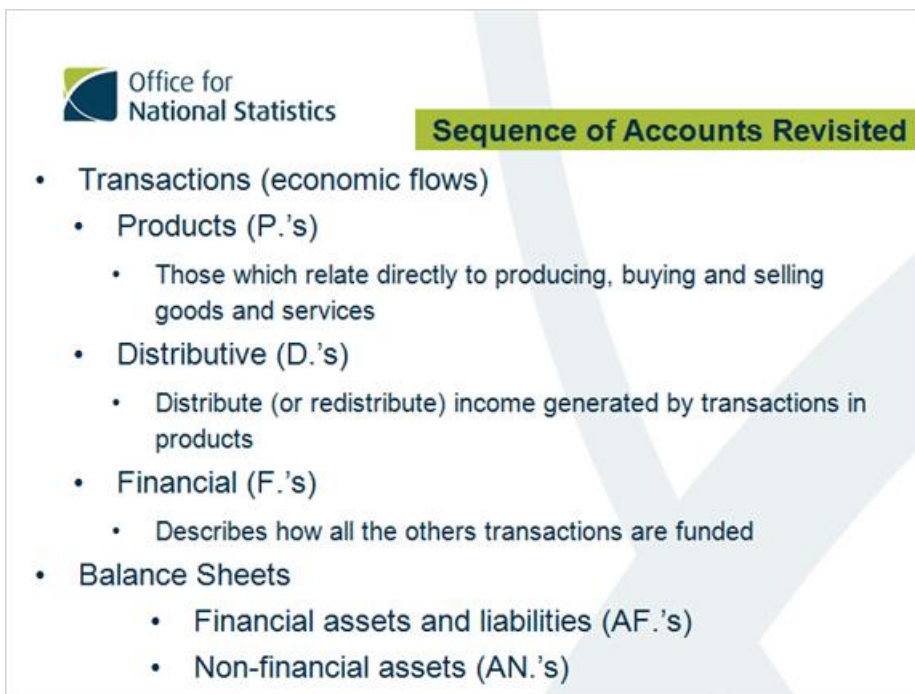 Office for
National Statistics
Sequence of Accounts Revisited
• Transactions (economic flows)
• Products (P.'s)
• Those which relate directly to producing, buying and selling
goods and services
• Distributive (D.'s)
• Distribute (or redistribute) income generated by transactions in
products
• Financial (F.'s)
• Describes how all the others transactions are funded
• Balance Sheets
• Financial assets and liabilities (AF.'s)
• Non-financial assets (AN.'s)